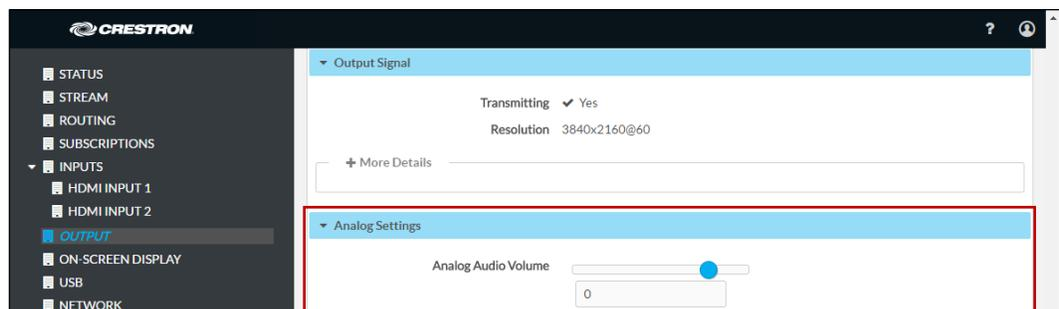 CRESTRON
?
STATUS
STREAM
ROUTING
SUBSCRIPTIONS
INPUTS
HDMI INPUT 1
HDMI INPUT 2
OUTPUT
ON-SCREEN DISPLAY
USB
NETWORK
Output Signal
Transmitting Yes
Resolution 3840x2160@60
+ More Details
Analog Settings
Analog Audio Volume
0